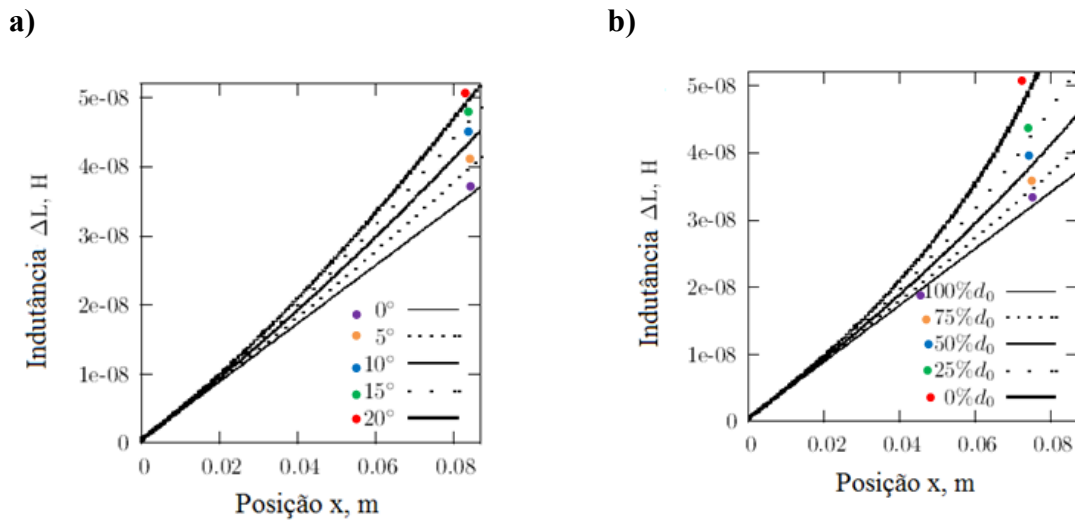 a)
5e-08
4e-08
3e-08
2e-08
1e-08
0
0 0.02 0.04 0.06 0.08
Indutância ΔL, H
Posição x, m
0°
5°
10°
15°
20°
b)
5e-08
4e-08
3e-08
2e-08
1e-08
0
0 0.02 0.04 0.06 0.08
Indutância ΔL, H
Posição x, m
100%d₀
75%d₀
50%d₀
25%d₀
0%d₀